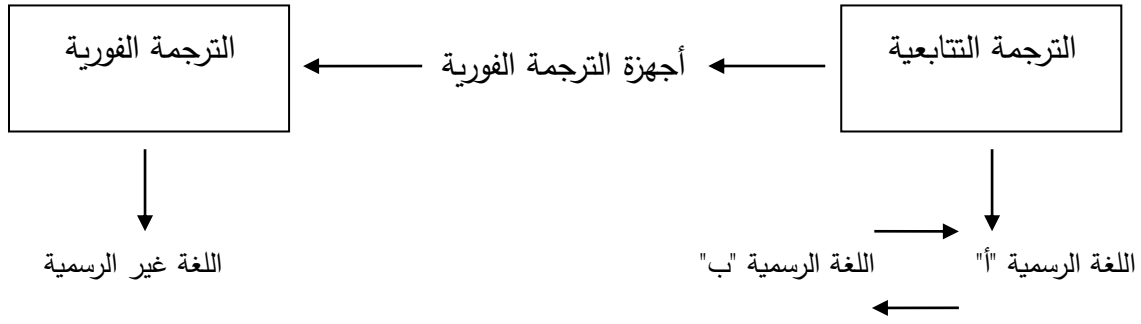 الترجمة التتابعية
أجهزة الترجمة الفورية
الترجمة الفورية
اللغة الرسمية "أ"
اللغة الرسمية "ب"
اللغة غير الرسمية